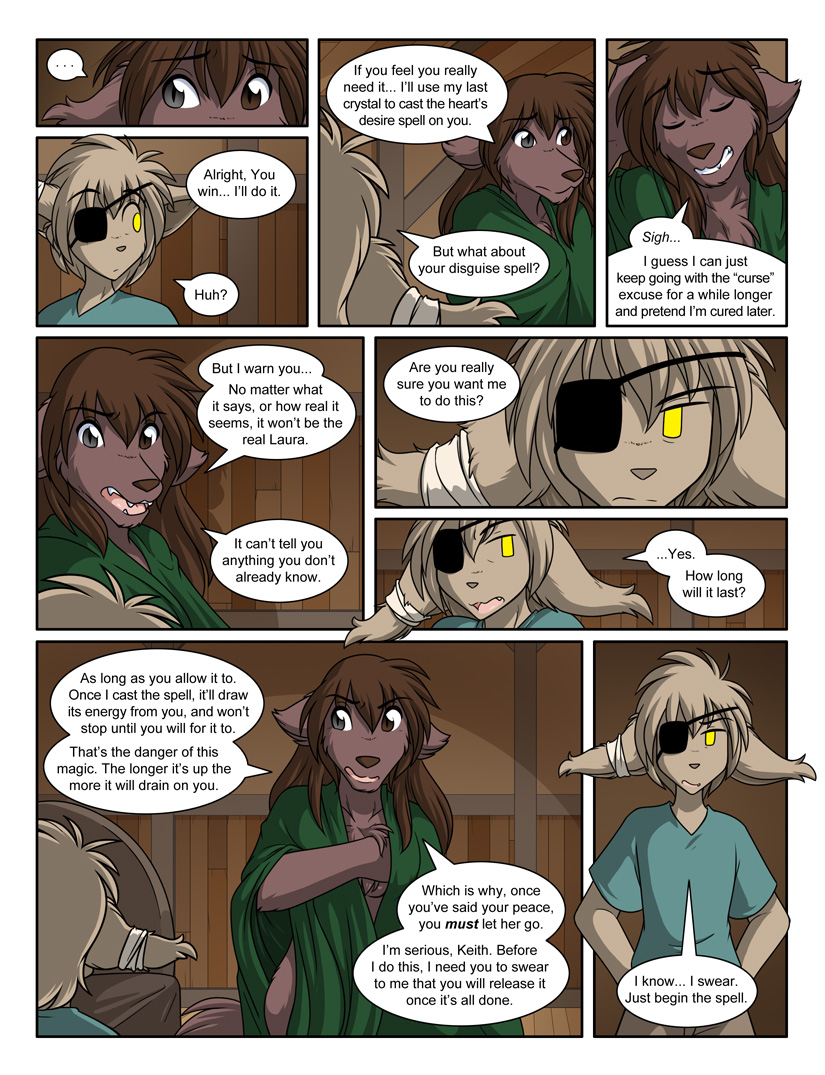 ...
Alright, You
win... I'll do it.
Huh?
If you feel you really
need it... I'll use my last
crystal to cast the heart's
desire spell on you.
But what about
your disguise spell?
Sigh...
I guess I can just
keep going with the "curse"
excuse for a while longer
and pretend I'm cured later.
But I warn you...
No matter what
it says, or how real it
seems, it won't be the
real Laura.
It can't tell you
anything you don't
already know.
Are you really
sure you want me
to do this?
...Yes.
How long
will it last?
As long as you allow it to.
Once I cast the spell, it'll draw
its energy from you, and won't
stop until you will for it to.
That's the danger of this
magic. The longer it's up the
more it will drain on you.
Which is why, once
you've said your peace,
you must let her go.
I'm serious, Keith. Before
I do this, I need you to swear
to me that you will release it
once it's all done.
I know... I swear.
Just begin the spell.